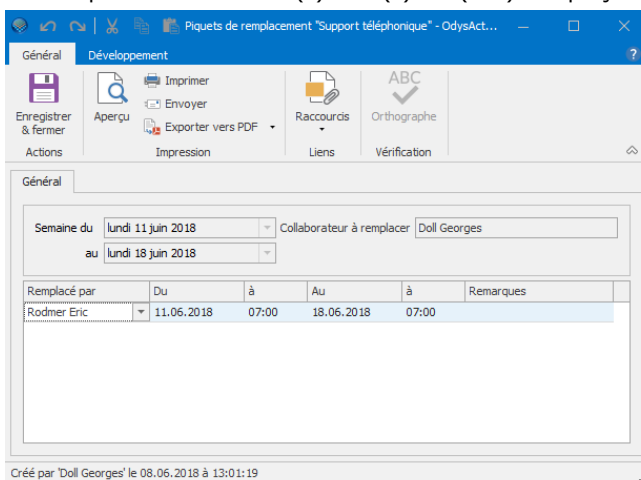 Piquets de remplacement "Support téléphonique" - OdysAct...
Général Développement ?
Enregistrer & fermer
Aperçu
Imprimer
Envoyer
Exporter vers PDF
Raccourcis
ABC
Orthographe
Actions Impression Liens Vérification
Général
Semaine du lundi 11 juin 2018 Collaborateur à remplacer Doll Georges
au lundi 18 juin 2018
Remplacé par Du à Au à Remarques
Rodmer Eric 11.06.2018 07:00 18.06.2018 07:00
Créé par 'Doll Georges' le 08.06.2018 à 13:01:19